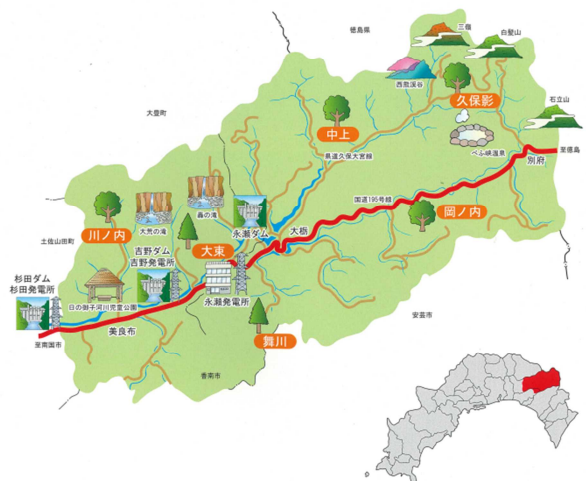 徳島県
三嶺
白髪山
西熊渓谷
久保影
石立山
大豊町
中上
べふ峡温泉
至徳島
県道久保大宮線
別府
轟の滝
国道195号線
大荒の滝
永瀬ダム
大栃
岡ノ内
川ノ内
土佐山田町
大東
吉野ダム
吉野発電所
杉田ダム
杉田発電所
日の御子河川児童公園
永瀬発電所
美良布
安芸市
至南国市
舞川
香南市